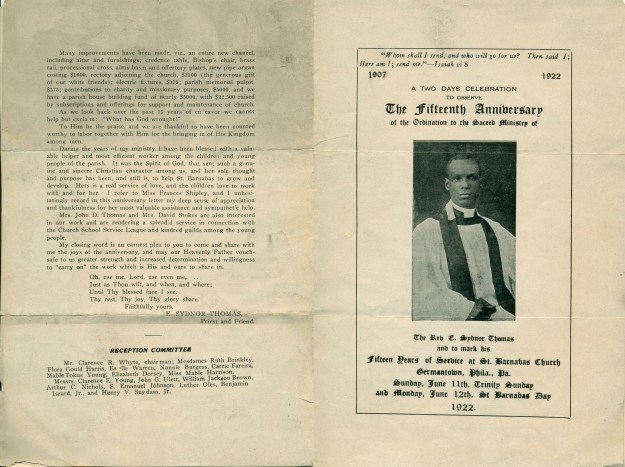 Many improvements have been made, viz., an entire new chancel,
including altar and furnishings; credence table, Bishop's chair, brass
rail, processional cross, alms basin and offertory plates, new pipe organ
costing $2800, rectory adjoining the church, $3500 (the generous gift
of our white friends); electric fixtures, $355; parish memorial pulpit,
$275; contributions to charity and missionary purposes, $5000, and we
have a parish house building fund of nearly $5000, with $22,500 raised
by subscriptions and offerings for support and maintenance of church.
As we look back over the past 15 years of en eavor we cannot
help but exclaim: "What has God wrought!"
To Him be the praise, and we are thankful to have been counted
worthy to labor together with Him for the bringing in of His Kingdom
among men.
During the years of my ministry I have been blessed with a valu-
able helper and most efficient worker among the children and young
people of the parish. It was the Spirit of God, that sent such a genu-
ine and sincere Christian character among us, and her sole thought
and purpose has been, and still is, to help St. Barnabas to grow and
develop. Hers is a real service of love, and the children love to work
with and for her. I refer to Miss Frances Shipley, and I unhesi-
tatingly record in this anniversary letter my deep sense of appreciation
and thankfulness for her most valuable assistance and sympathetic help.
Mrs. John D. Thomas and Mrs. David Stokes are also interested
in our work and are rendering a splendid service in connection with
the Church School Service League and kindred guilds among the young
people.
My closing word is an earnest plea to you to come and share with
me the joys of the anniversary, and may our Heavenly Father vouch-
safe to us greater strength and increased determination and willingness
to "carry on" the work which is His and ours to share in.
Oh, use me, Lord, use even me,
Just as Thou wilt, and when, and where;
Until Thy blessed face I see,
Thy rest, Thy joy, Thy glory share.
Faithfully yours,
E. SYDNOR THOMAS,
Priest and Friend
RECEPTION COMMITTEE
Mr. Clarence R. Whyte, chairman; Mesdames Ruth Brinkley,
Flora Gould Harris, Warren, Nannie Burgess, Carrie Pareira,
Mable Tokus Young, Elizabeth Dorsey, Miss Mable Harrison,
Messrs. Clarence E. Young, John G. Ulett, William Jackson Brown,
Arthur C. Nichols, S. Emanuel Johnson, Luther Giles, Benjamin
Izzard, Jr., and Henry V. Suydam, Jr.
"Whom shall I send, and who will go for us? Then said I;
Here am I; send me."—Isaiah vi 8
1907 1922
A TWO DAYS CELEBRATION
TO OBSERVE
The Fifteenth Anniversary
of the Ordination to the Sacred Ministry of
The Rev E. Sydnor Thomas
and to mark his
Fifteen Years of Service at St. Barnabas Church
Germantown, Phila., Pa.
Sunday, June 11th, Trinity Sunday
and Monday, June 12th, St Barnabas Day
1922